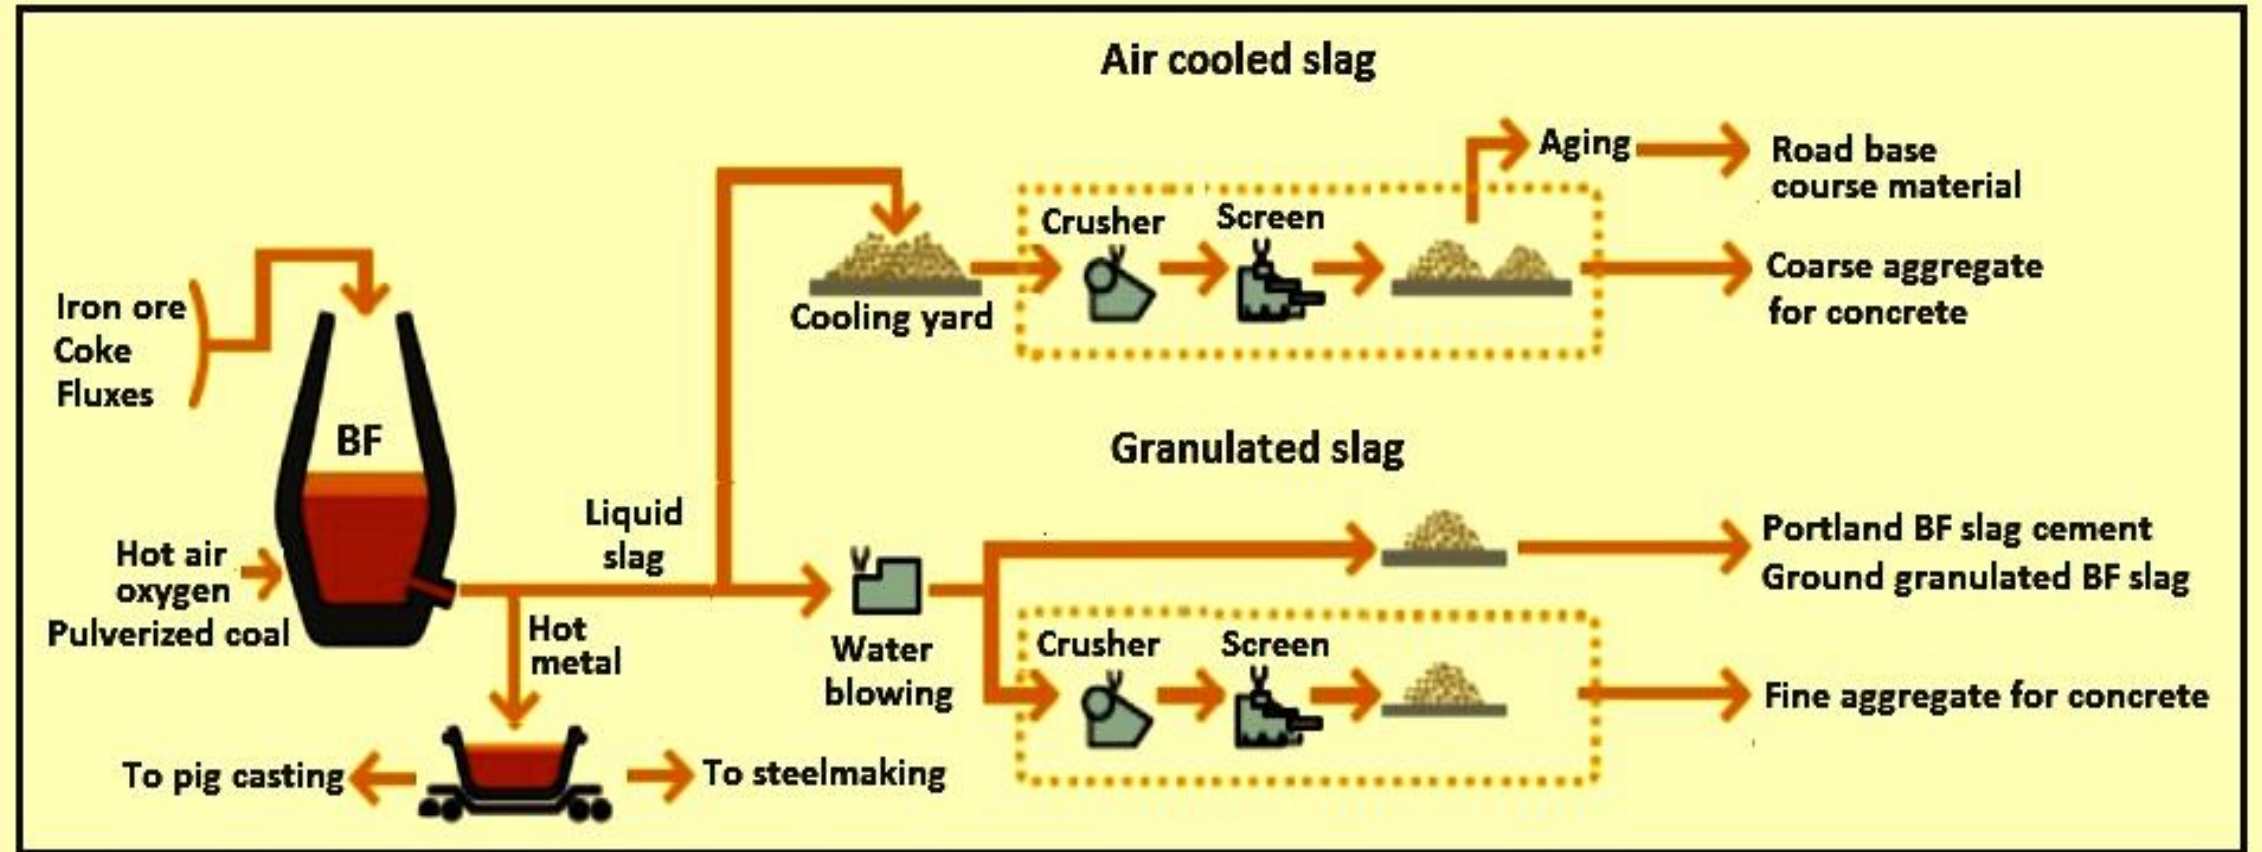 Air cooled slag
Aging
Road base
course material
Crusher
Screen
Cooling yard
Coarse aggregate
for concrete
Iron ore
Coke
Fluxes
BF
Granulated slag
Liquid
slag
Hot air
oxygen
Pulverized coal
Hot
metal
Water
blowing
Portland BF slag cement
Ground granulated BF slag
Crusher
Screen
Fine aggregate for concrete
To pig casting
To steelmaking